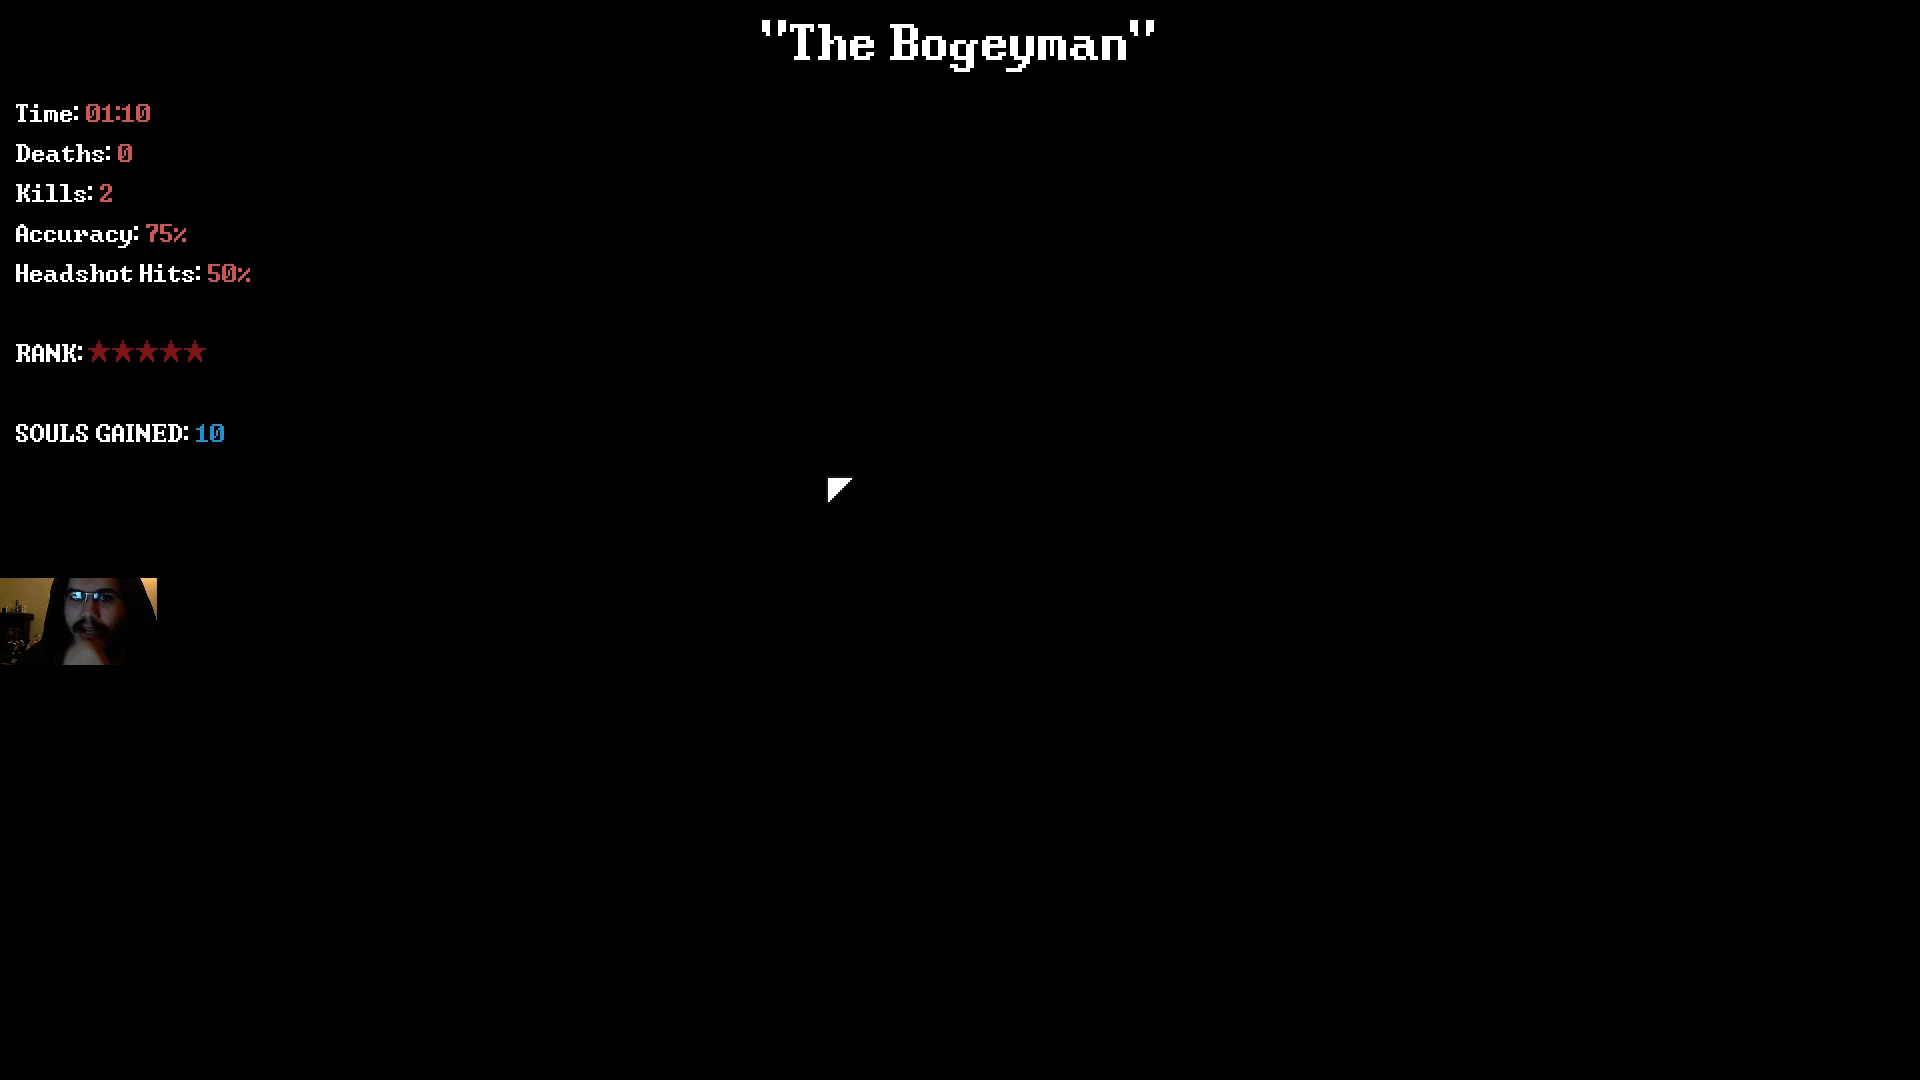 "The Bogeyman"
Time: 01:10
Deaths: 0
Kills: 2
Accuracy: 75%
Headshot Hits: 50%
RANK: ★★★★★
SOULS GAINED: 10